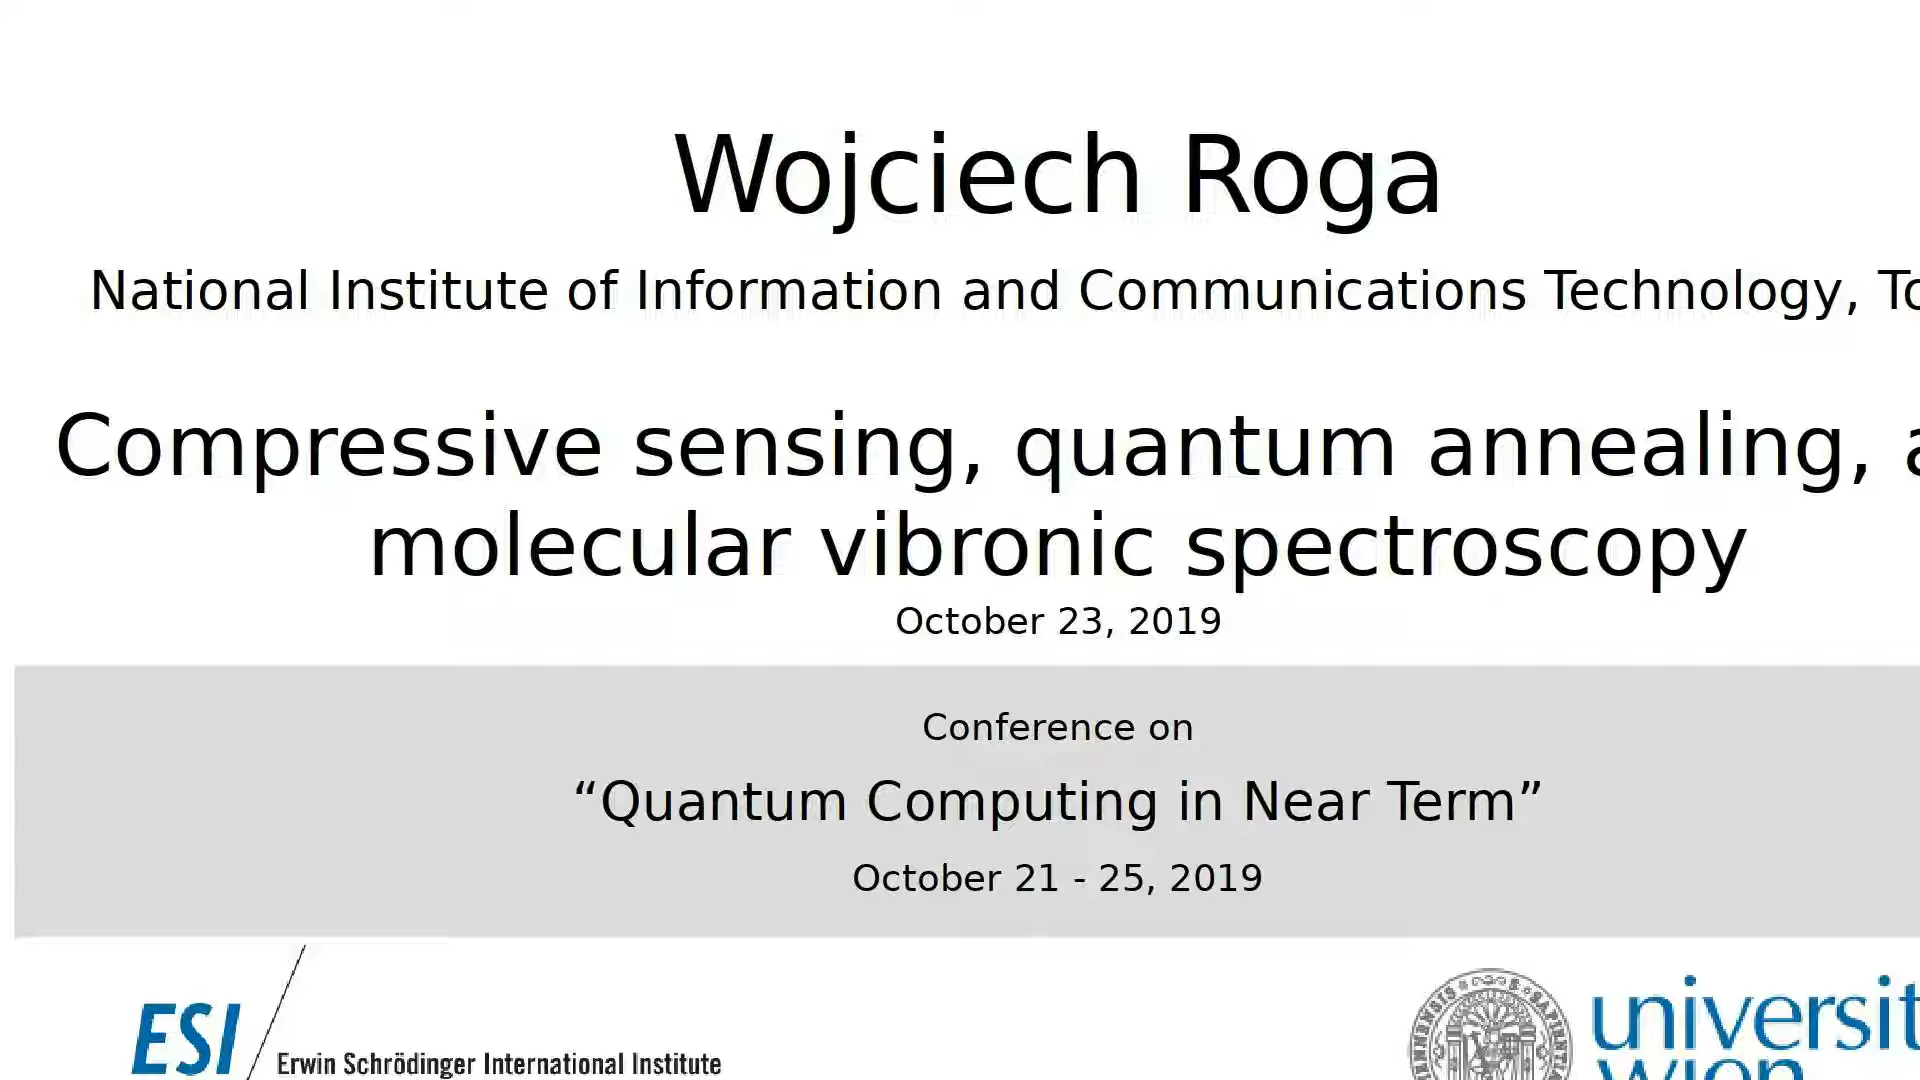 Wojciech Roga
National Institute of Information and Communications Technology,
Compressive sensing, quantum annealing,
molecular vibronic spectroscopy
October 23, 2019
Conference on
“Quantum Computing in Near Term”
October 21 - 25, 2019
ESI
Erwin Schrödinger International Institute
universit
wien